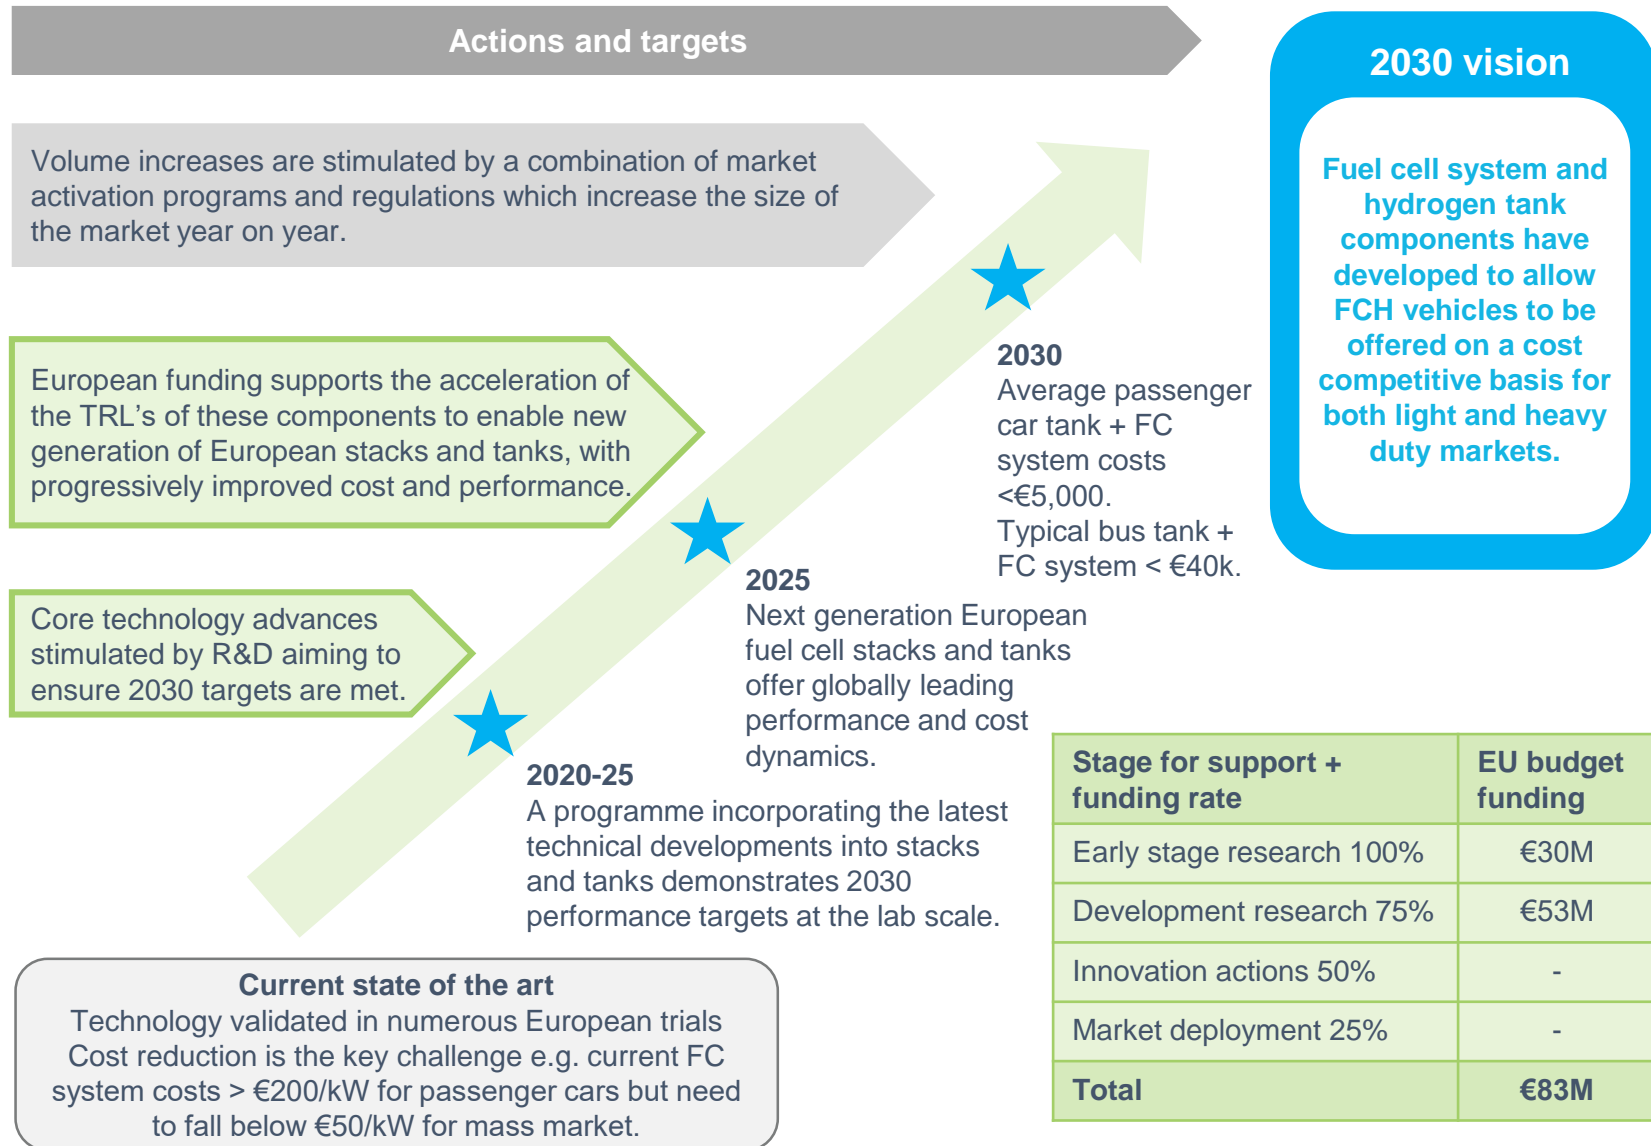 Actions and targets
2030 vision
Fuel cell system and
hydrogen tank
components have
developed to allow
FCH vehicles to be
offered on a cost
competitive basis for
both light and heavy
duty markets.
Volume increases are stimulated by a combination of market
activation programs and regulations which increase the size of
the market year on year.
European funding supports the acceleration of
the TRL's of these components to enable new
generation of European stacks and tanks, with
progressively improved cost and performance.
Core technology advances
stimulated by R&D aiming to
ensure 2030 targets are met.
2030
Average passenger
car tank + FC
system costs
<€5,000.
Typical bus tank +
FC system < €40k.
2025
Next generation European
fuel cell stacks and tanks
offer globally leading
performance and cost
dynamics.
2020-25
A programme incorporating the latest
technical developments into stacks
and tanks demonstrates 2030
performance targets at the lab scale.
Current state of the art
Technology validated in numerous European trials
Cost reduction is the key challenge e.g. current FC
system costs > €200/kW for passenger cars but need
to fall below €50/kW for mass market.
Stage for support +
funding rate
EU budget
funding
Early stage research 100% €30M
Development research 75% €53M
Innovation actions 50% -
Market deployment 25% -
Total €83M